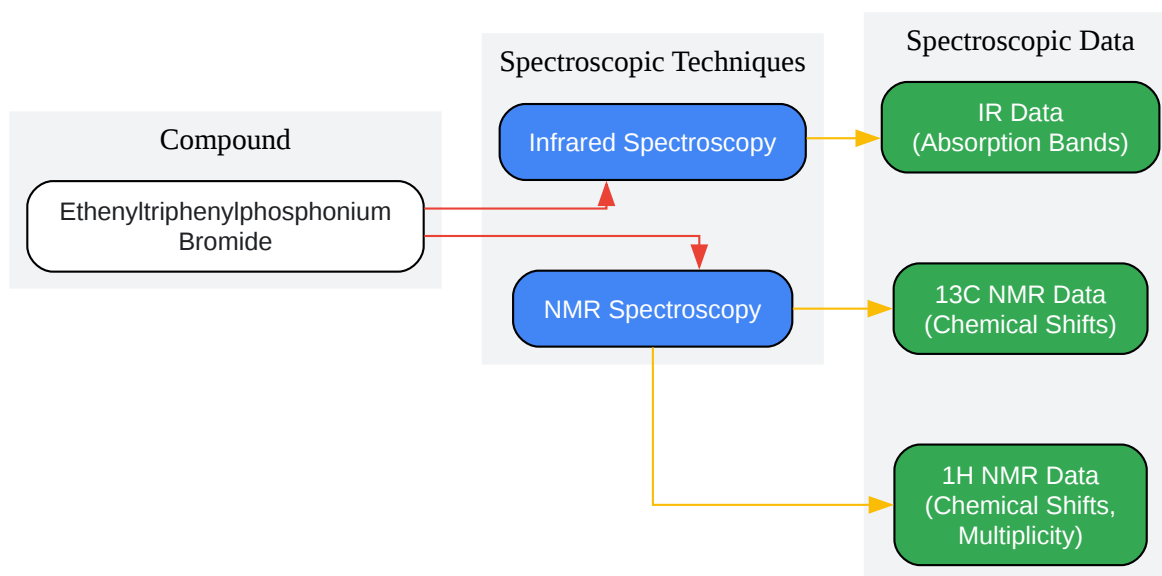 Compound
Ethenyltriphenylphosphonium
Bromide
Spectroscopic Techniques
Infrared Spectroscopy
NMR Spectroscopy
Spectroscopic Data
IR Data
(Absorption Bands)
13C NMR Data
(Chemical Shifts)
1H NMR Data
(Chemical Shifts,
Multiplicity)